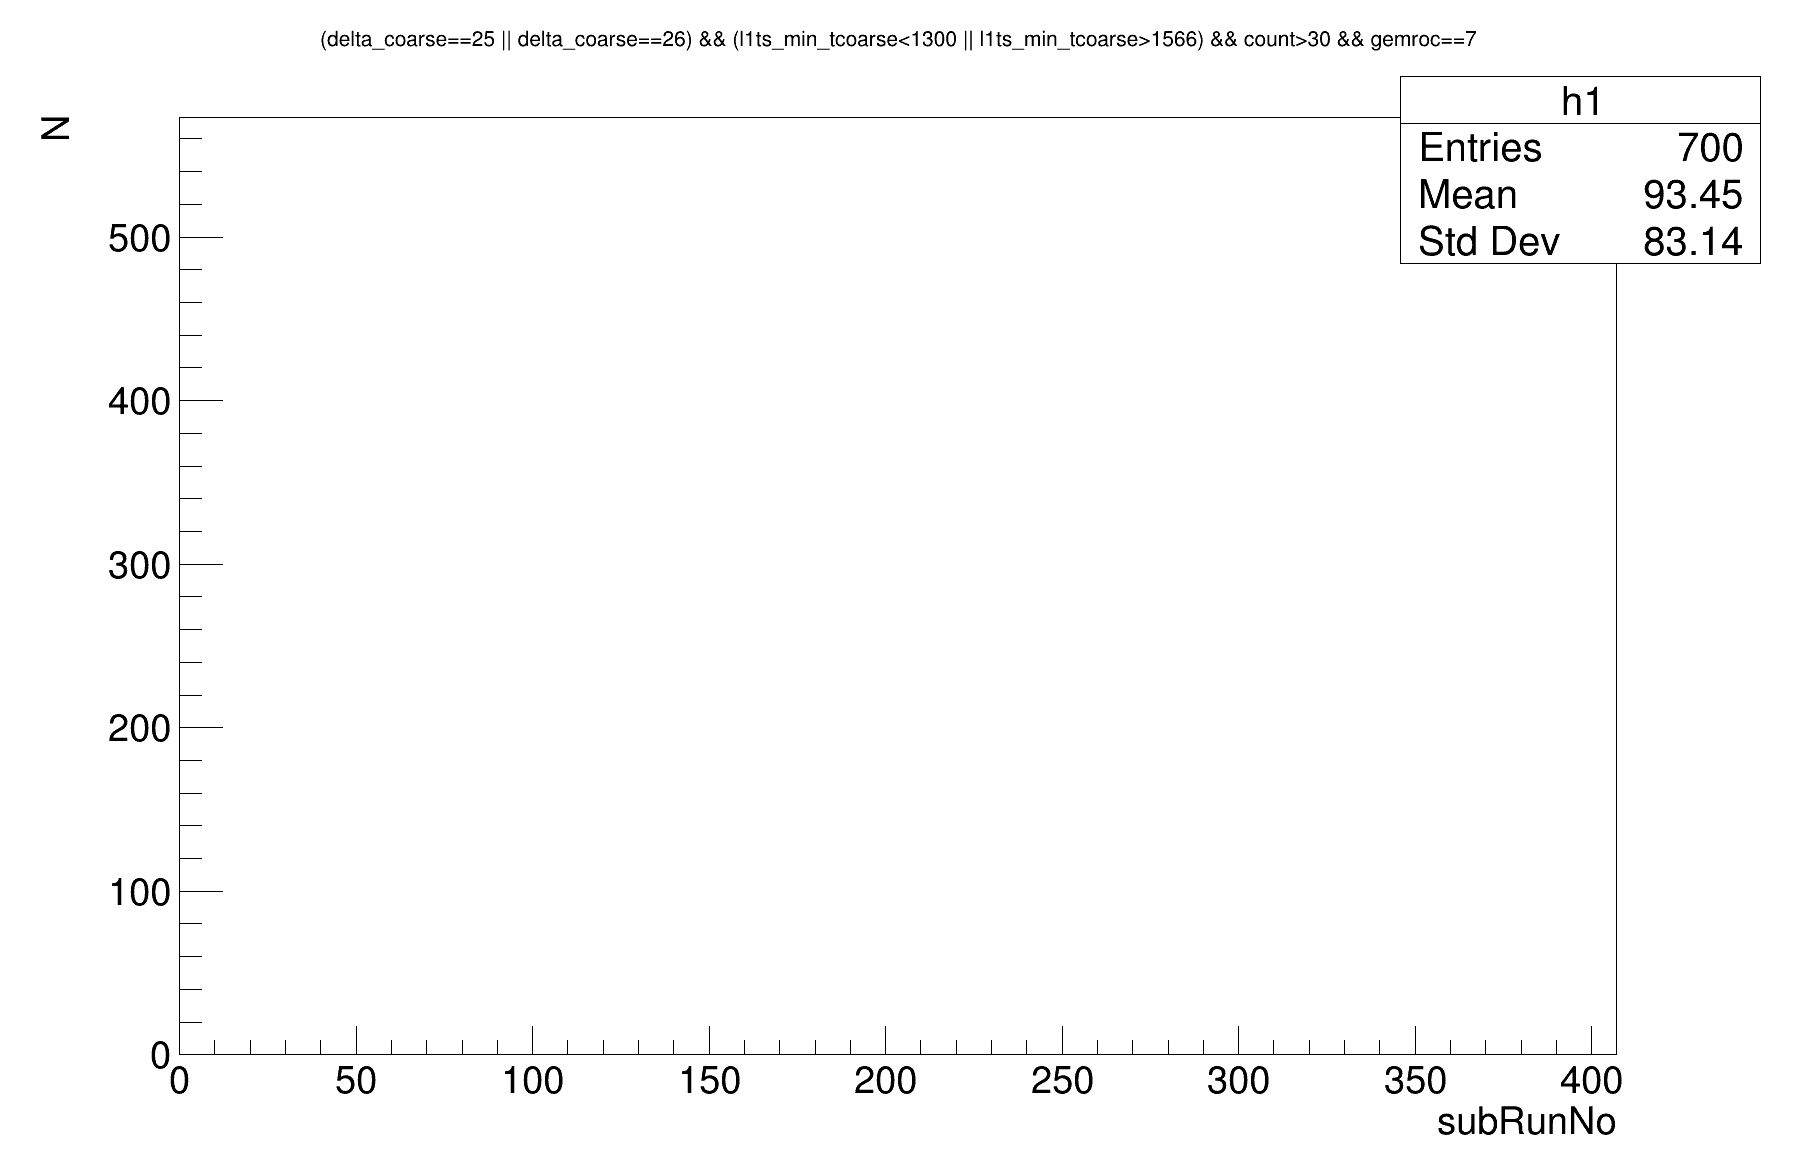 (delta_coarse==25 || delta_coarse==26) && (l1ts_min_tcoarse<1300 || l1ts_min_tcoarse>1566) && count>30 && gemroc==7
h1
Entries 700
Mean 93.45
Std Dev 83.14
N
500
400
300
200
100
0
0 50 100 150 200 250 300 350 400
subRunNo